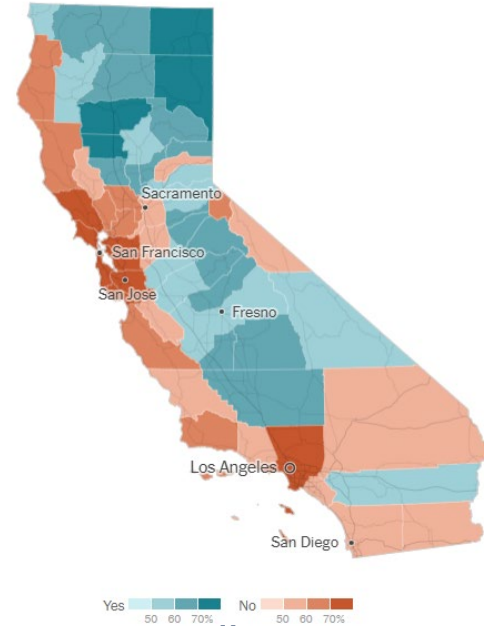 Sacramento
San Francisco
San Jose
Fresno
Los Angeles
San Diego
Yes No
50 60 70% 50 60 70%